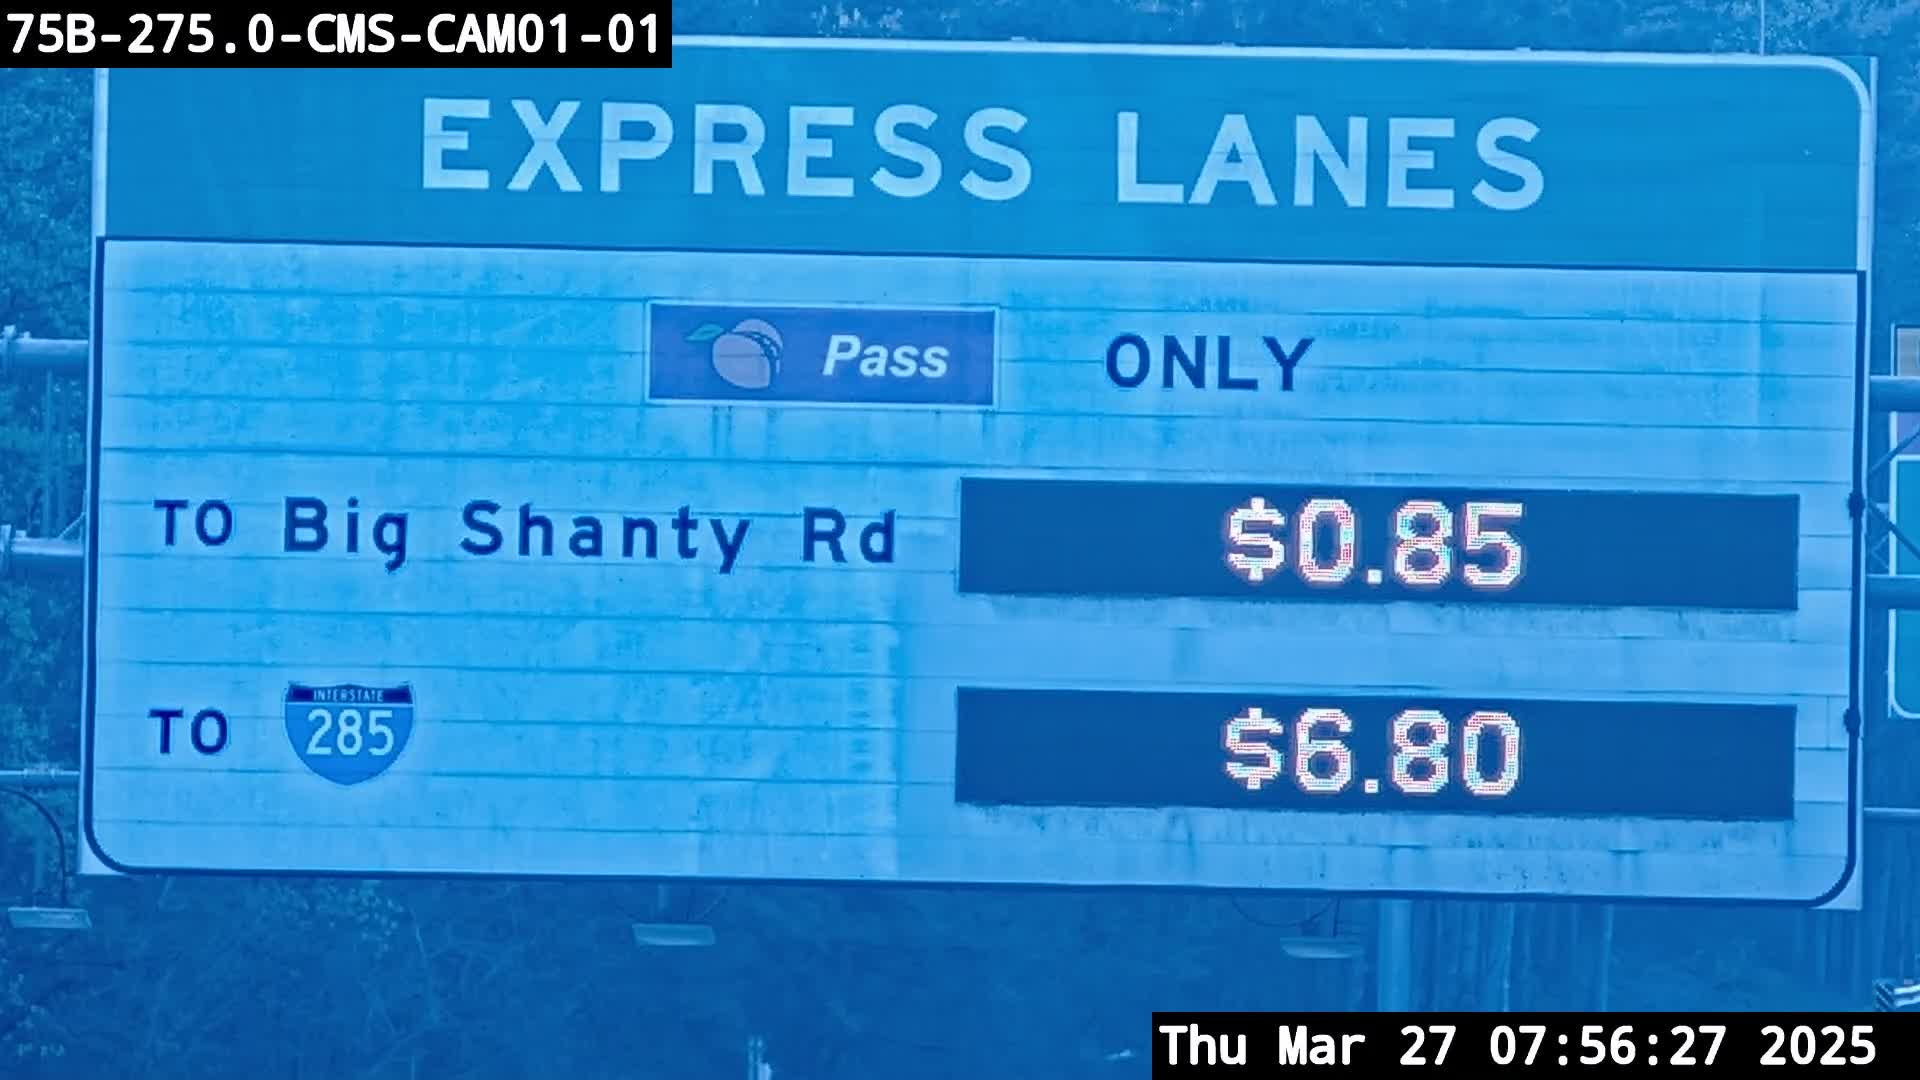 75B-275.0-CMS-CAM01-01
EXPRESS LANES
Pass ONLY
TO Big Shanty Rd $0.85
INTERSTATE
TO 285 $6.80
Thu Mar 27 07:56:27 2025